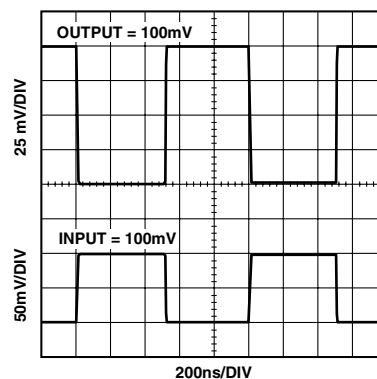 OUTPUT = 100mV
25 mV/DIV
INPUT = 100mV
50mV/DIV
200ns/DIV